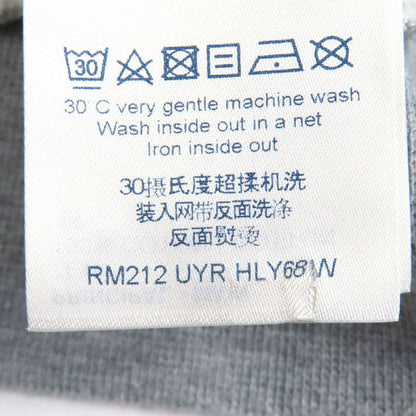 30
30°C very gentle machine wash
Wash inside out in a net
Iron inside out
30摄氏度超揉机洗
装入网带反面洗涤
反面熨烫
RM212 UYR HLY68W